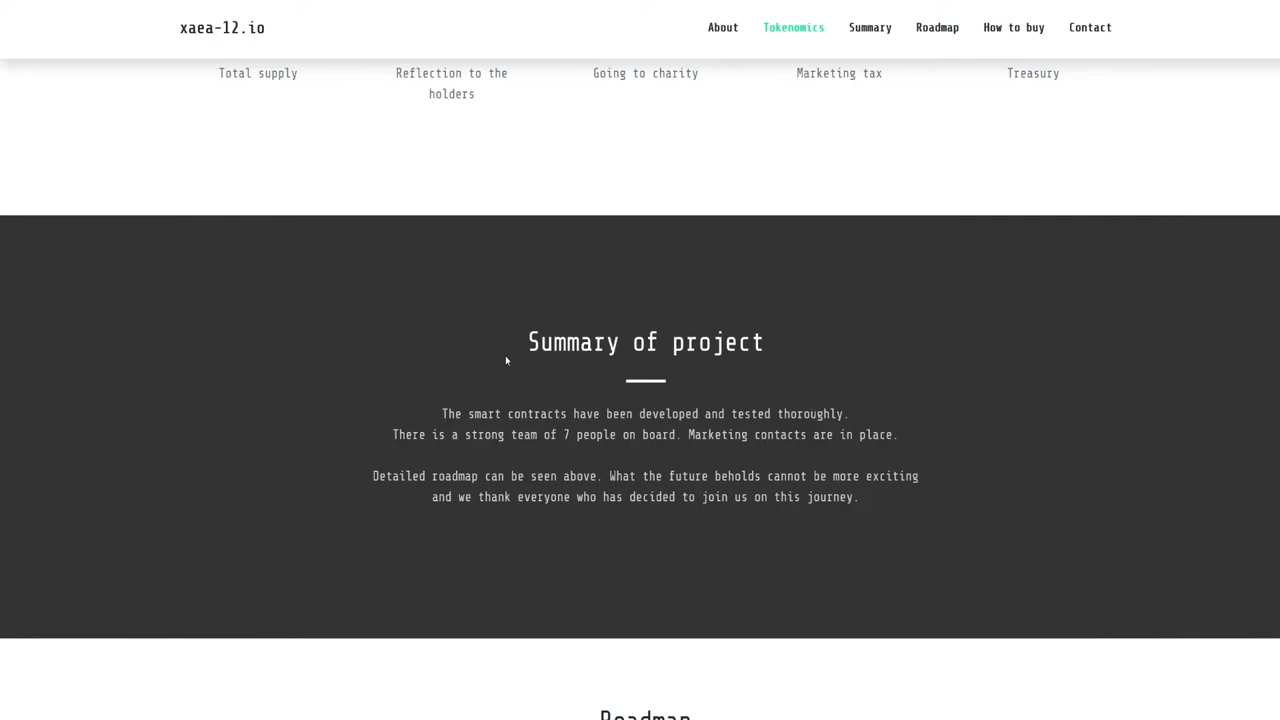 xaea-12.io
About Tokenomics Summary Roadmap How to buy Contact
Total supply
Reflection to the
holders
Going to charity
Marketing tax
Treasury
Summary of project
The smart contracts have been developed and tested thoroughly.
There is a strong team of 7 people on board. Marketing contacts are in place.
Detailed roadmap can be seen above. What the future beholds cannot be more exciting
and we thank everyone who has decided to join us on this journey.
Roadmap